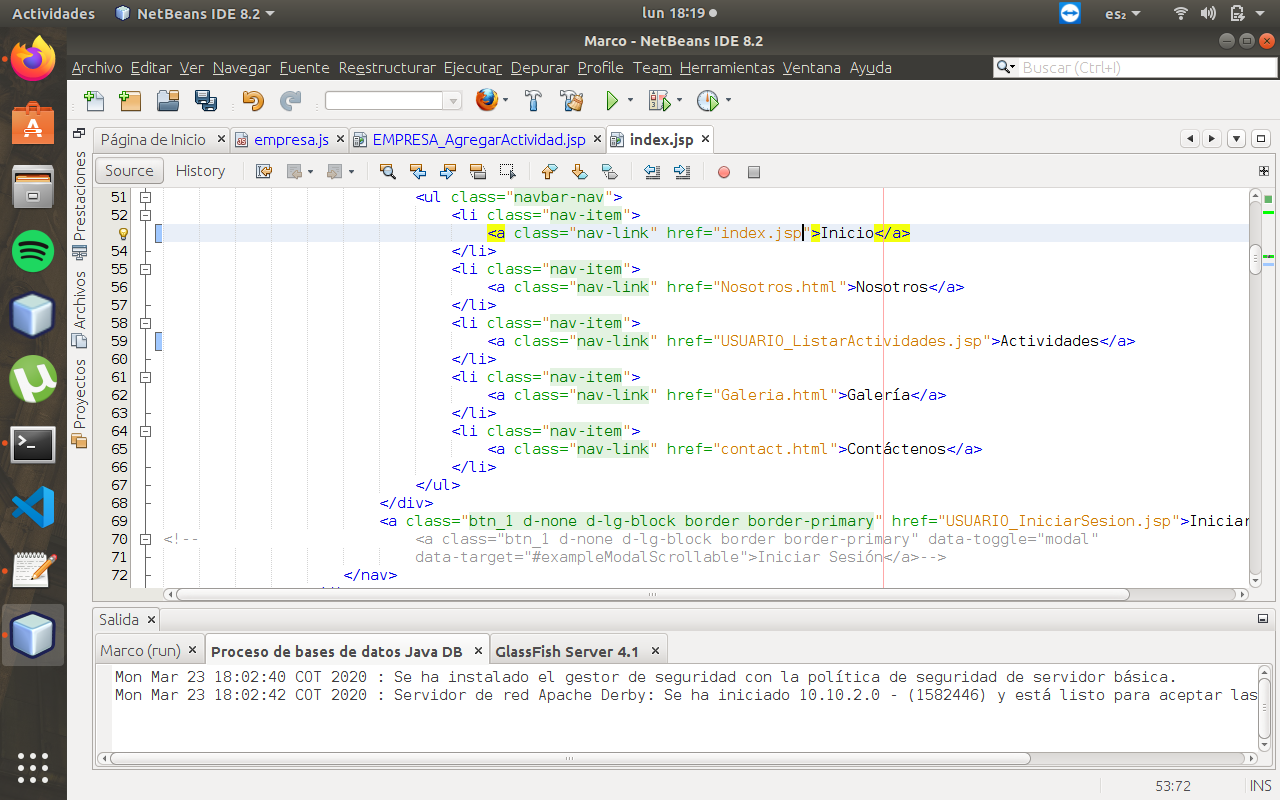 Actividades NetBeans IDE 8.2 lun 18:19 es₂
Marco - NetBeans IDE 8.2
Archivo Editar Ver Navegar Fuente Reestructurar Ejecutar Depurar Profile Team Herramientas Ventana Ayuda Buscar (Ctrl+I)
Página de Inicio empresa.js EMPRESA_AgregarActividad.jsp index.jsp
Source History
Prestaciones
Archivos
Proyectos
51 <ul class="navbar-nav">
52 <li class="nav-item">
<a class="nav-link" href="index.jsp">Inicio</a>
54 </li>
55 <li class="nav-item">
56 <a class="nav-link" href="Nosotros.html">Nosotros</a>
57 </li>
58 <li class="nav-item">
59 <a class="nav-link" href="USUARIO_ListarActividades.jsp">Actividades</a>
60 </li>
61 <li class="nav-item">
62 <a class="nav-link" href="Galeria.html">Galería</a>
63 </li>
64 <li class="nav-item">
65 <a class="nav-link" href="contact.html">Contáctenos</a>
66 </li>
67 </ul>
68 </div>
69 <a class="btn_1 d-none d-lg-block border border-primary" href="USUARIO_IniciarSesion.jsp">Iniciar
70 <!-- <a class="btn_1 d-none d-lg-block border border-primary" data-toggle="modal"
71 data-target="#exampleModalScrollable">Iniciar Sesión</a>-->
72 </nav>
Salida
Marco (run) Proceso de bases de datos Java DB GlassFish Server 4.1
Mon Mar 23 18:02:40 COT 2020 : Se ha instalado el gestor de seguridad con la política de seguridad de servidor básica.
Mon Mar 23 18:02:42 COT 2020 : Servidor de red Apache Derby: Se ha iniciado 10.10.2.0 - (1582446) y está listo para aceptar las
53:72 INS